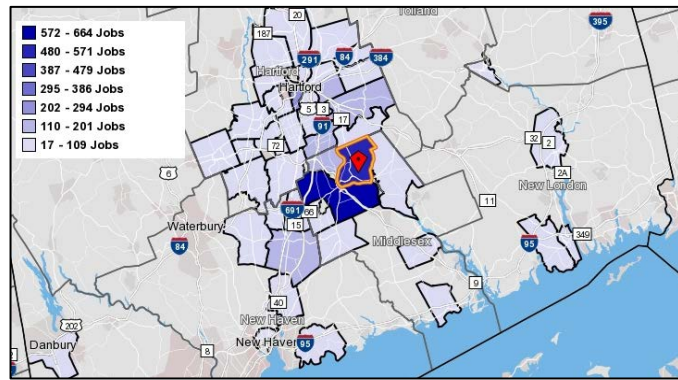 572 - 664 Jobs
480 - 571 Jobs
387 - 479 Jobs
295 - 386 Jobs
202 - 294 Jobs
110 - 201 Jobs
17 - 109 Jobs
Tolland
20
395
187
291
84
384
Hartford
Hartford
5
3
17
91
32
2
72
6
2A
New London
11
691
66
15
Waterbury
84
Middlesex
95
349
9
40
New Haven
202
Danbury
8
New Haven
95